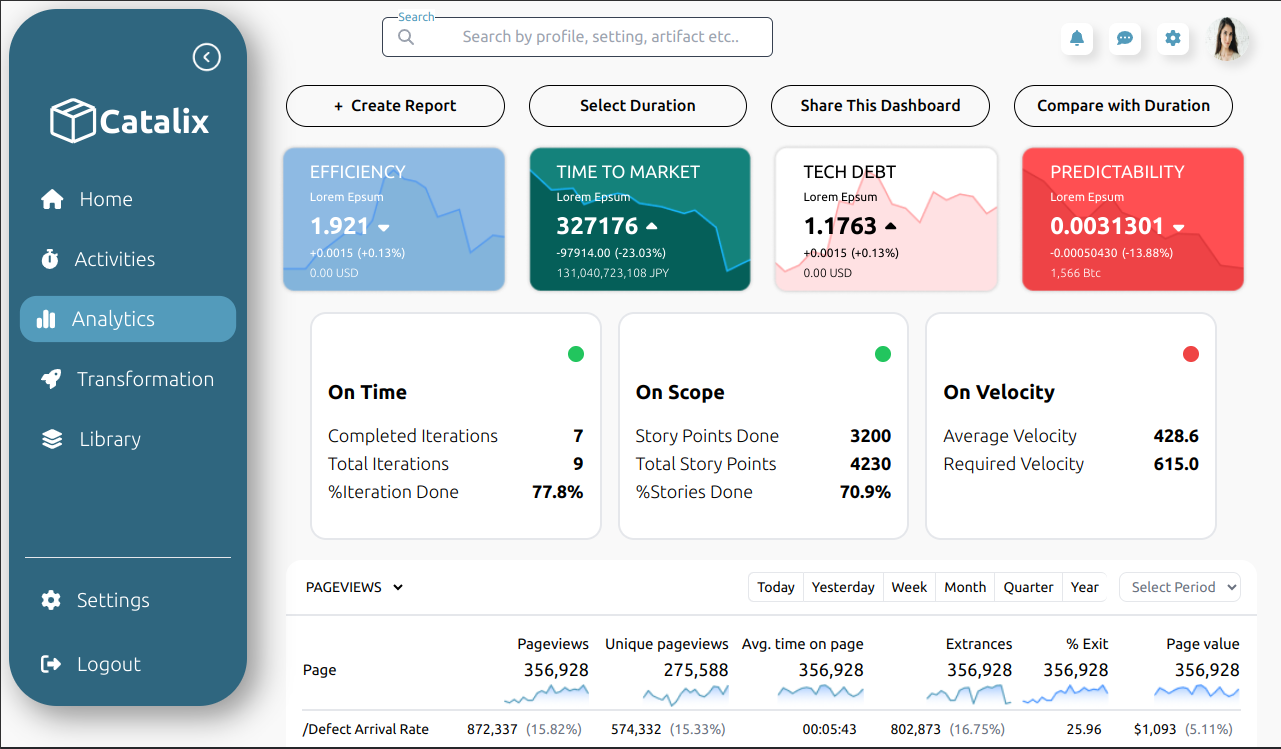 Search
Search by profile, setting, artifact etc..
Catalix
Home
Activities
Analytics
Transformation
Library
Settings
Logout
+ Create Report
Select Duration
Share This Dashboard
Compare with Duration
EFFICIENCY
Lorem Epsum
1.921
+0.0015 (+0.13%)
0.00 USD
TIME TO MARKET
Lorem Epsum
327176
-97914.00 (-23.03%)
131,040,723,108 JPY
TECH DEBT
Lorem Epsum
1.1763
+0.0015 (+0.13%)
0.00 USD
PREDICTABILITY
Lorem Epsum
0.0031301
-0.00050430 (-13.88%)
1,566 Btc
On Time
Completed Iterations 7
Total Iterations 9
%Iteration Done 77.8%
On Scope
Story Points Done 3200
Total Story Points 4230
%Stories Done 70.9%
On Velocity
Average Velocity 428.6
Required Velocity 615.0
PAGEVIEWS
Today Yesterday Week Month Quarter Year Select Period
Pageviews Unique pageviews Avg. time on page Extrances % Exit Page value
Page 356,928 275,588 356,928 356,928 356,928 356,928
/Defect Arrival Rate 872,337 (15.82%) 574,332 (15.33%) 00:05:43 802,873 (16.75%) 25.96 $1,093 (5.11%)